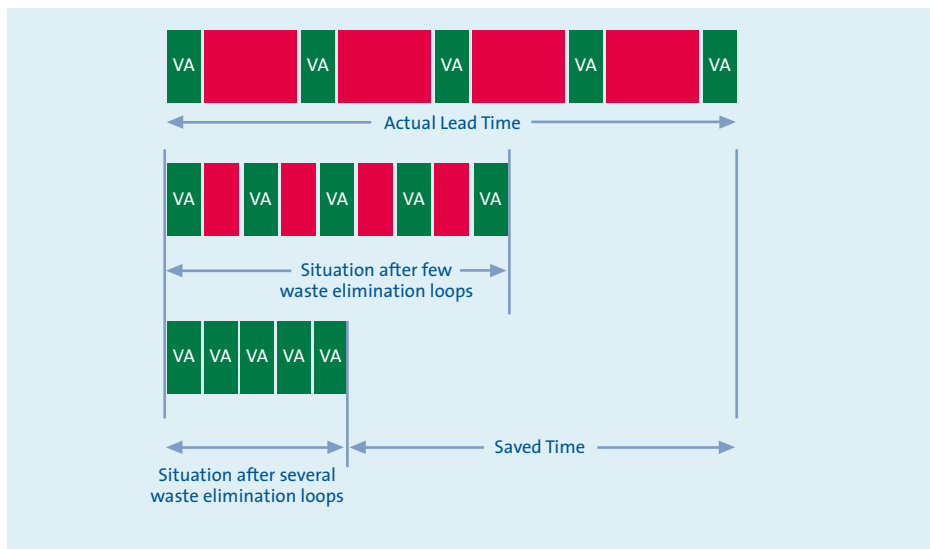 VA VA VA VA VA
Actual Lead Time
VA VA VA VA VA
Situation after few
waste elimination loops
VA VA VA VA VA
Saved Time
Situation after several
waste elimination loops